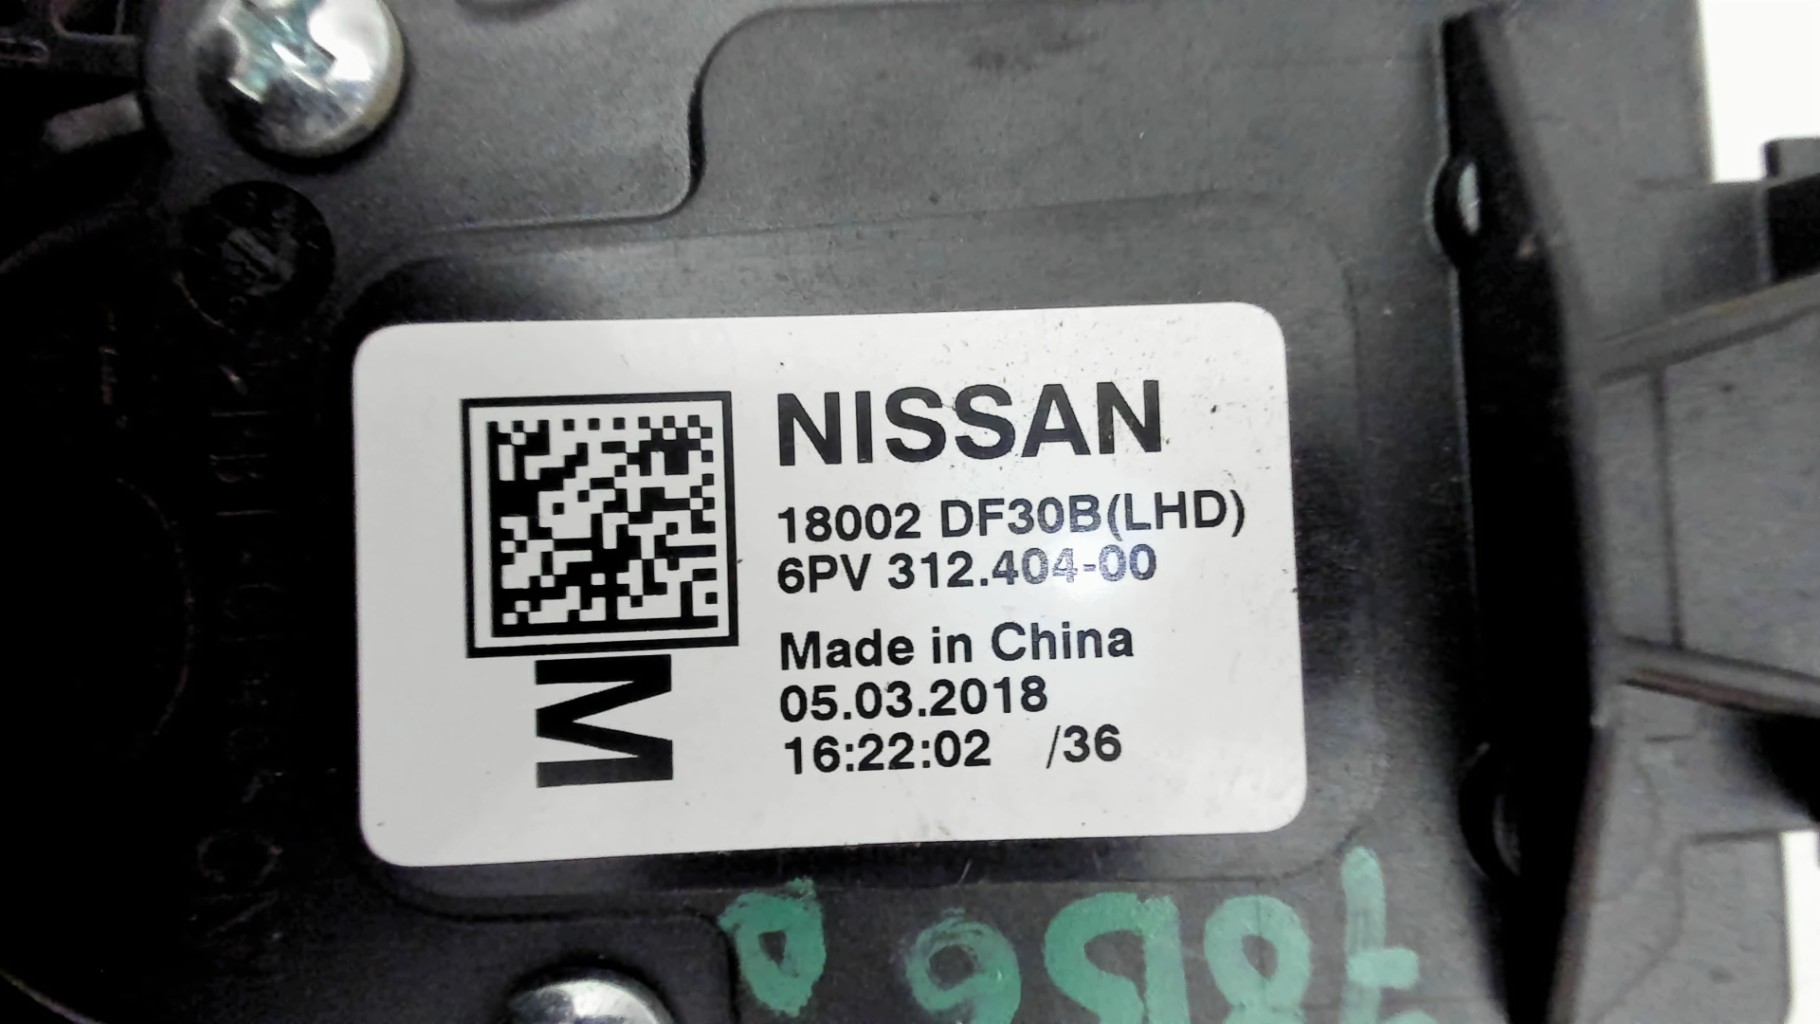 NISSAN
18002 DF30B(LHD)
6PV 312.404-00
Made in China
05.03.2018
16:22:02 /36
M